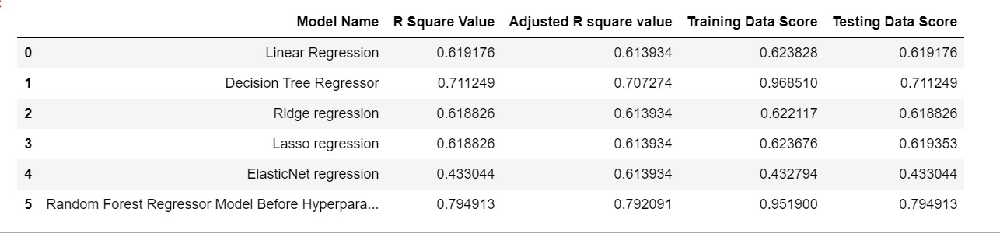 Model Name R Square Value Adjusted R square value Training Data Score Testing Data Score
0 Linear Regression 0.619176 0.613934 0.623828 0.619176
1 Decision Tree Regressor 0.711249 0.707274 0.968510 0.711249
2 Ridge regression 0.618826 0.613934 0.622117 0.618826
3 Lasso regression 0.618826 0.613934 0.623676 0.619353
4 ElasticNet regression 0.433044 0.613934 0.432794 0.433044
5 Random Forest Regressor Model Before Hyperpara... 0.794913 0.792091 0.951900 0.794913